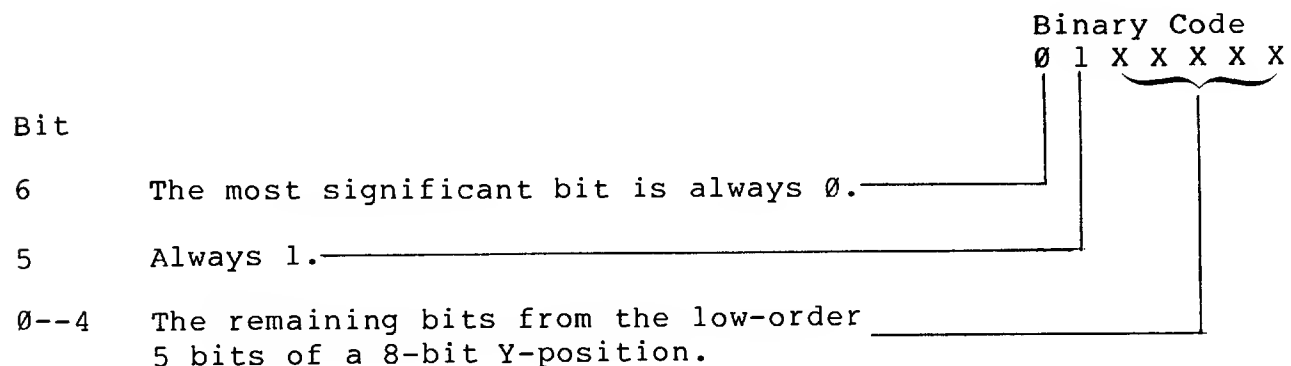 Binary Code
Ø 1 X X X X X
Bit
6 The most significant bit is always Ø.
5 Always 1.
Ø--4 The remaining bits from the low-order
5 bits of a 8-bit Y-position.